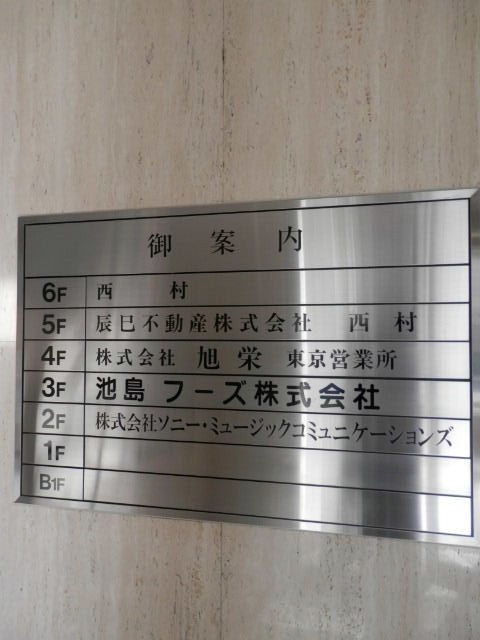 御案内
6F 西村
5F 辰巳不動産株式会社 西村
4F 株式会社 旭栄 東京営業所
3F 池島フーズ株式会社
2F 株式会社ソニー・ミュージックコミュニケーションズ
1F
B1F